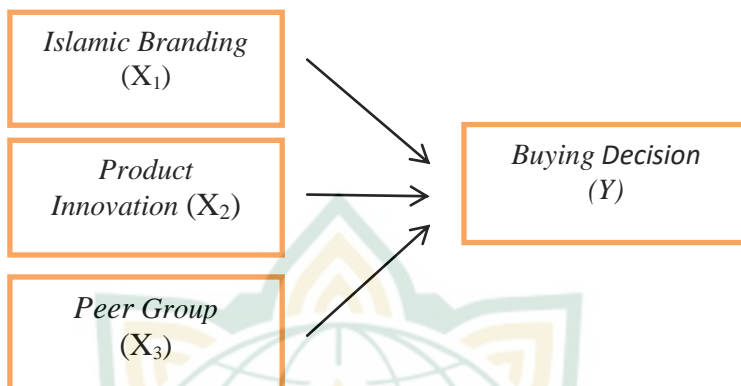 Islamic Branding
(X₁)
Product
Innovation (X₂)
Peer Group
(X₃)
Buying Decision
(Y)